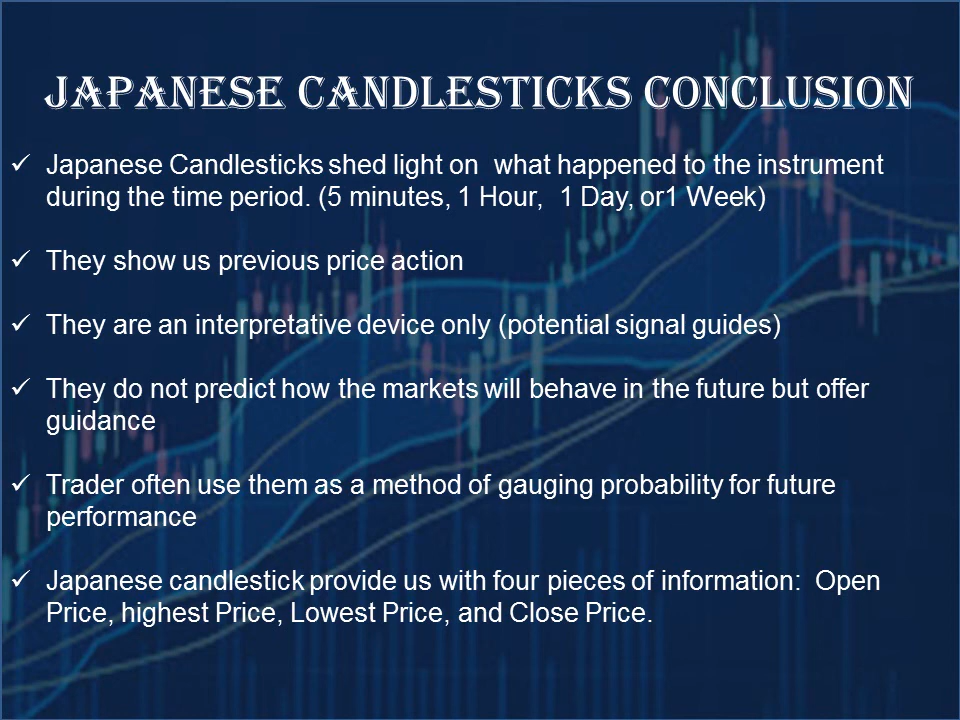 JAPANESE CANDLESTICKS CONCLUSION
✓ Japanese Candlesticks shed light on  what happened to the instrument
during the time period. (5 minutes, 1 Hour,  1 Day, or1 Week)
✓ They show us previous price action
✓ They are an interpretative device only (potential signal guides)
✓ They do not predict how the markets will behave in the future but offer
guidance
✓ Trader often use them as a method of gauging probability for future
performance
✓ Japanese candlestick provide us with four pieces of information:  Open
Price, highest Price, Lowest Price, and Close Price.